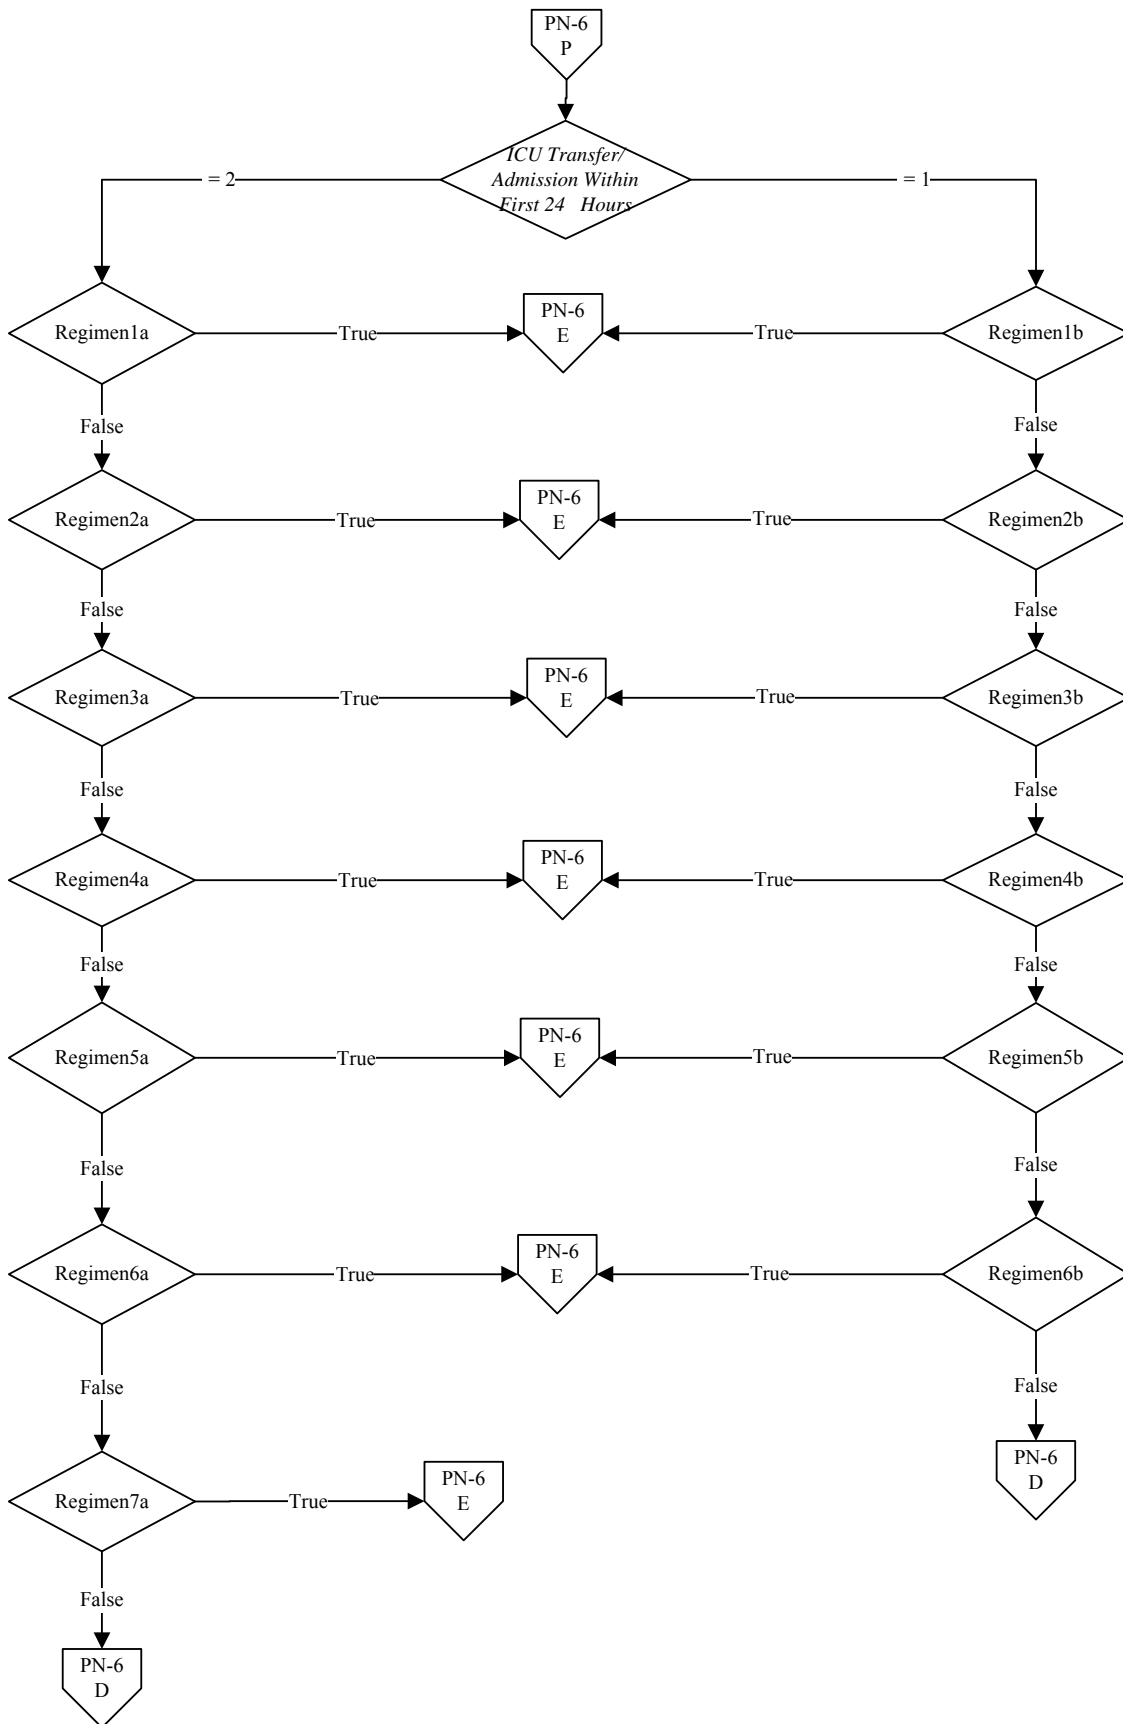 PN-6
P
ICU Transfer/
Admission Within
First 24 Hours
= 2
= 1
Regimen1a
True
PN-6
E
True
Regimen1b
False
False
Regimen2a
True
PN-6
E
True
Regimen2b
False
False
Regimen3a
True
PN-6
E
True
Regimen3b
False
False
Regimen4a
True
PN-6
E
True
Regimen4b
False
False
Regimen5a
True
PN-6
E
True
Regimen5b
False
False
Regimen6a
True
PN-6
E
True
Regimen6b
False
False
Regimen7a
True
PN-6
E
PN-6
D
False
PN-6
D